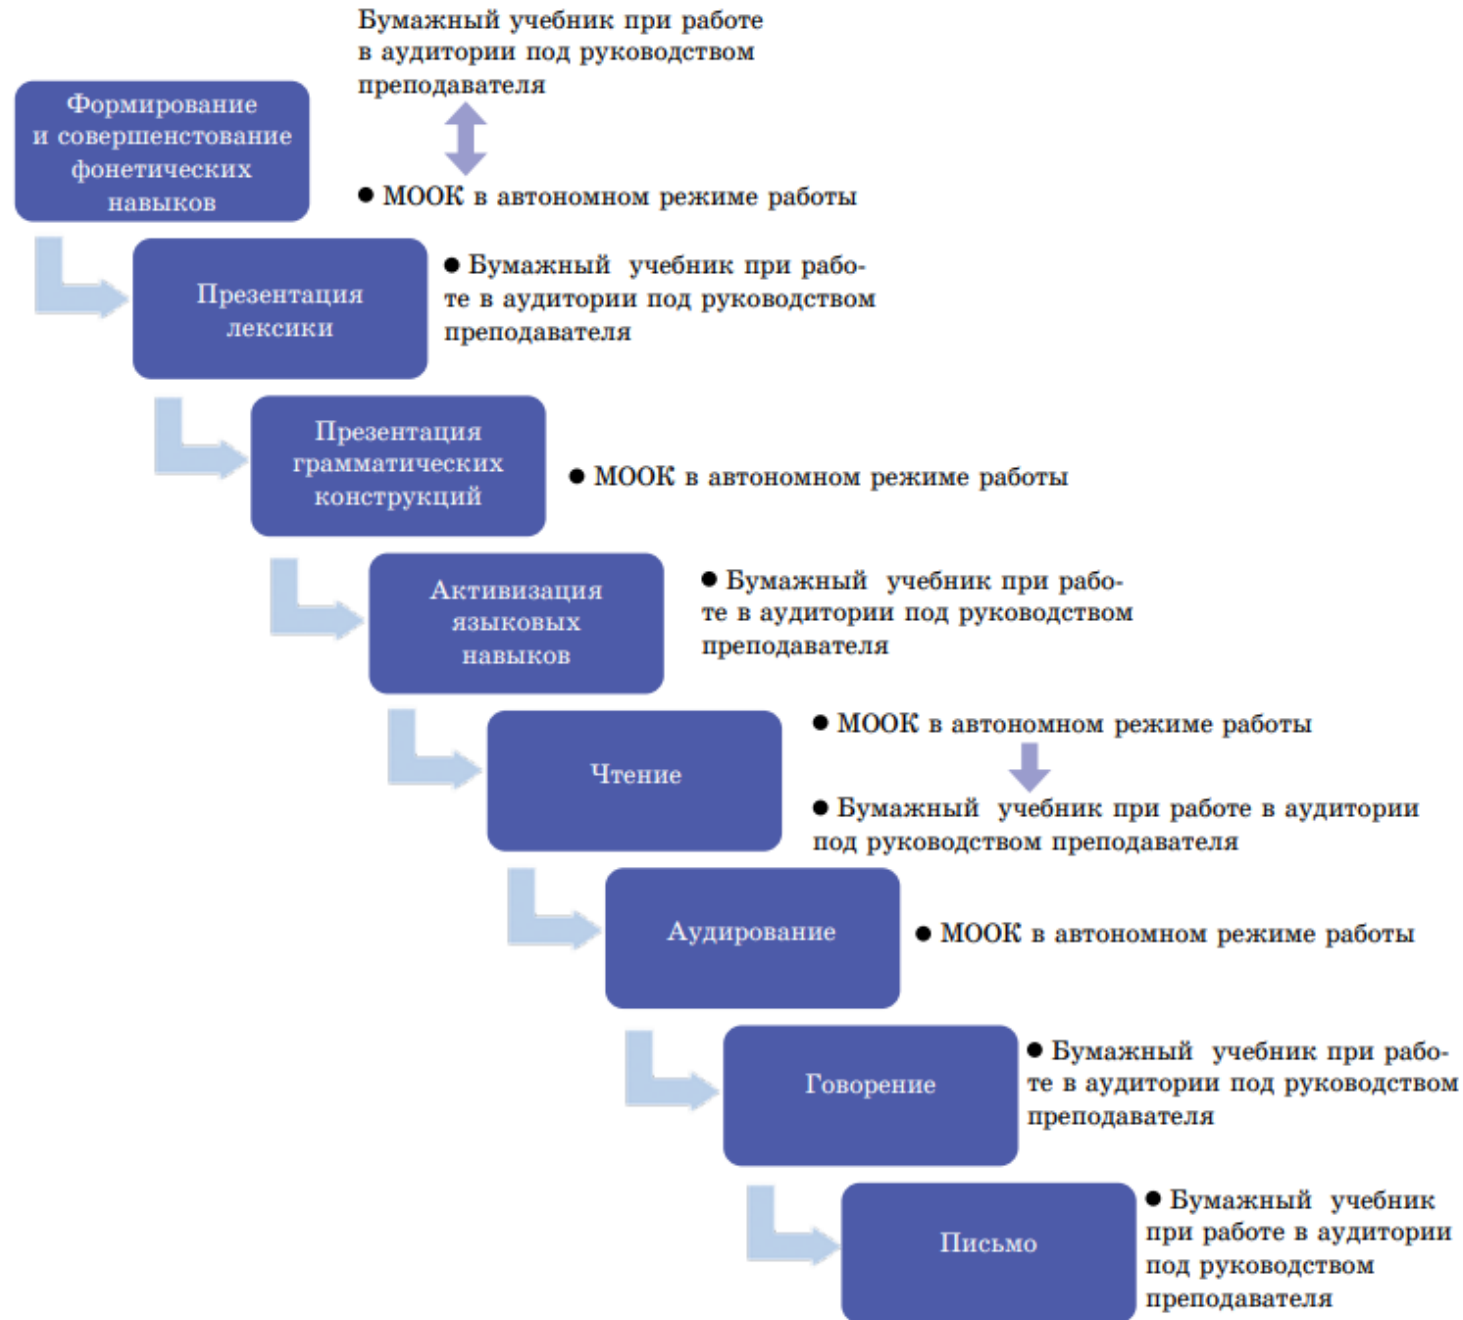 Бумажный учебник при работе
в аудитории под руководством
преподавателя
Формирование
и совершенстование
фонетических
навыков
● МООК в автономном режиме работы
Презентация
лексики
● Бумажный учебник при рабо-
те в аудитории под руководством
преподавателя
Презентация
грамматических
конструкций
● МООК в автономном режиме работы
Активизация
языковых
навыков
● Бумажный учебник при рабо-
те в аудитории под руководством
преподавателя
Чтение
● МООК в автономном режиме работы
● Бумажный учебник при работе в аудитории
под руководством преподавателя
Аудирование
● МООК в автономном режиме работы
Говорение
● Бумажный учебник при рабо-
те в аудитории под руководством
преподавателя
Письмо
● Бумажный учебник
при работе в аудитории
под руководством
преподавателя